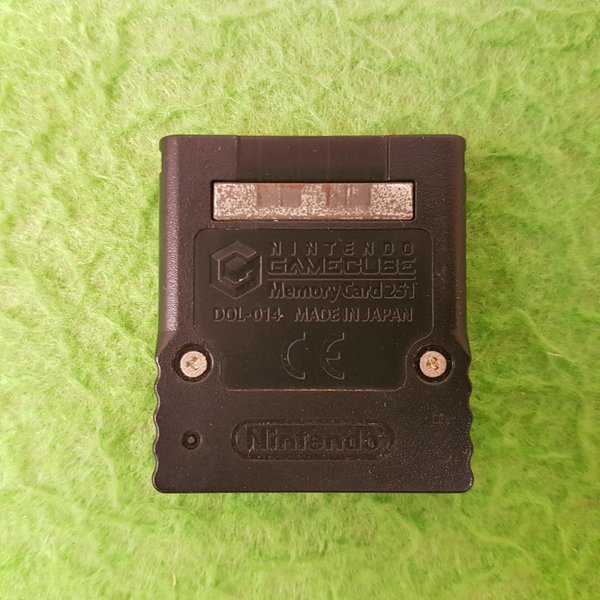 NINTENDO
GAMECUBE
Memory Card 251
DOL-014 MADE IN JAPAN
CE
Nintendo